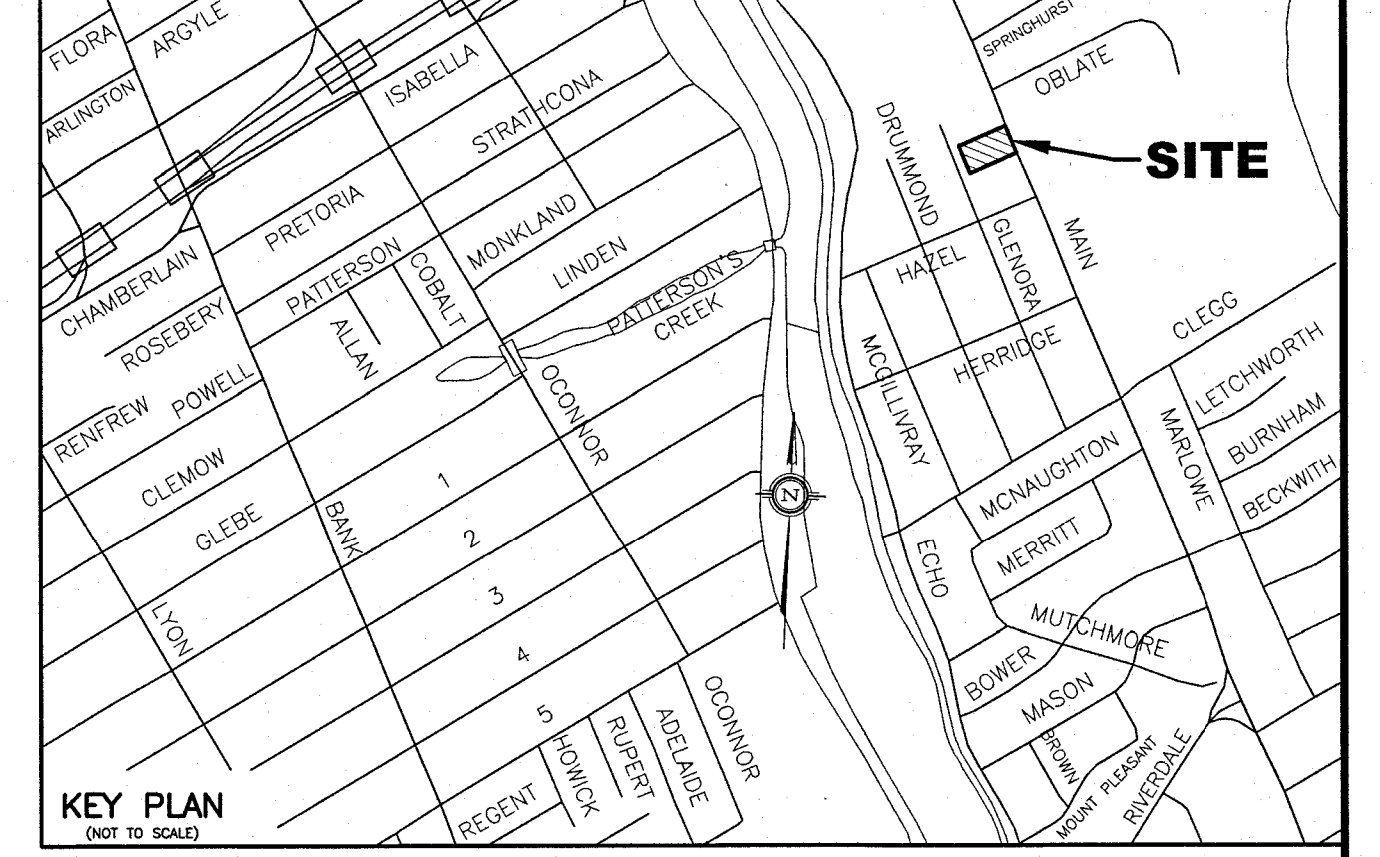 FLORA
ARGYLE
ARLINGTON
ISABELLA
STRATHCONA
SPRINGHURST
OBLATE
DRUMMOND
SITE
PRETORIA
CHAMBERLAIN
PATTERSON
COBALT
MONKLAND
LINDEN
PATTERSON'S
CREEK
HAZEL
GLENORA
MAIN
ROSEBERY
ALLAN
OCONNOR
MCGILLIVRAY
HERRIDGE
CLEGG
RENFREW
POWELL
LETCHWORTH
BURNHAM
BECKWITH
MARLOWE
CLEMOW
GLEBE
BANK
1
2
3
4
5
N
MCNAUGHTON
MERRITT
ECHO
LYON
MUTCHMORE
BOWER
MASON
OCONNOR
ADELAIDE
RUPERT
HOWICK
REGENT
BROWN
MOUNT PLEASANT
RIVERDALE
KEY PLAN
(NOT TO SCALE)